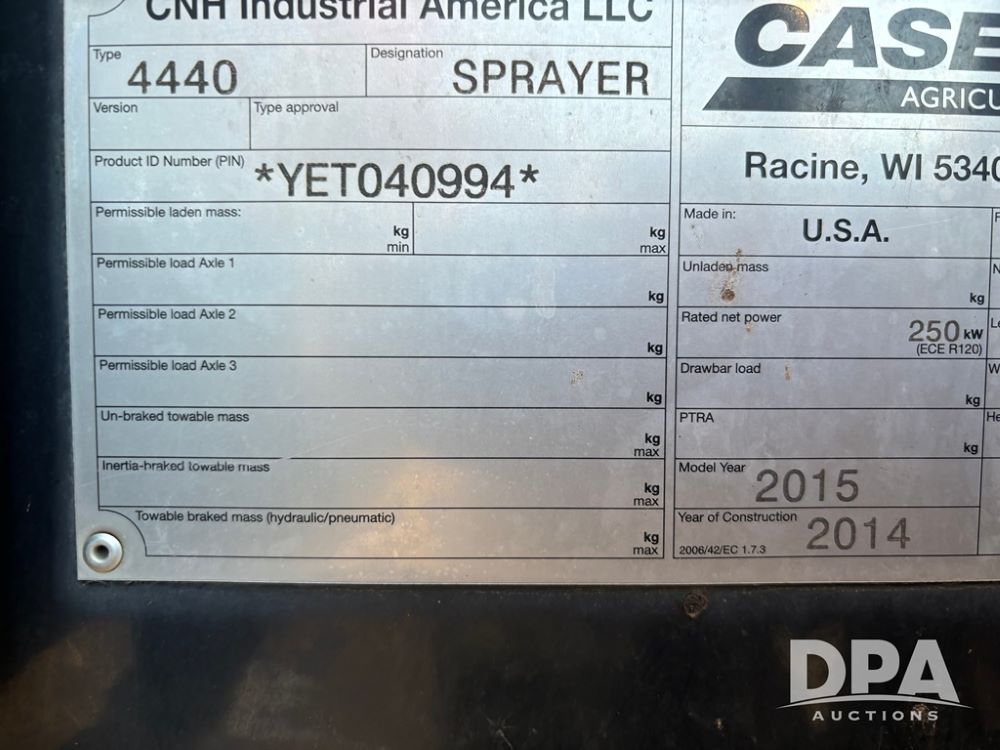 CNH Industrial America LLC
Type
4440
Designation
SPRAYER
Version
Type approval
Product ID Number (PIN)
*YET040994*
Permissible laden mass:
kg
min
kg
max
Permissible load Axle 1
kg
Permissible load Axle 2
kg
Permissible load Axle 3
kg
Un-braked towable mass
kg
max
Inertia-braked towable mass
kg
max
Towable braked mass (hydraulic/pneumatic)
kg
max
CASE
AGRICU
Racine, WI 5340
Made in:
U.S.A.
Unladen mass
kg
Rated net power
250 kW
(ECE R120)
Drawbar load
kg
PTRA
kg
Model Year
2015
Year of Construction
2014
2006/42/EC 1.7.3
W
He
DPA
AUCTIONS